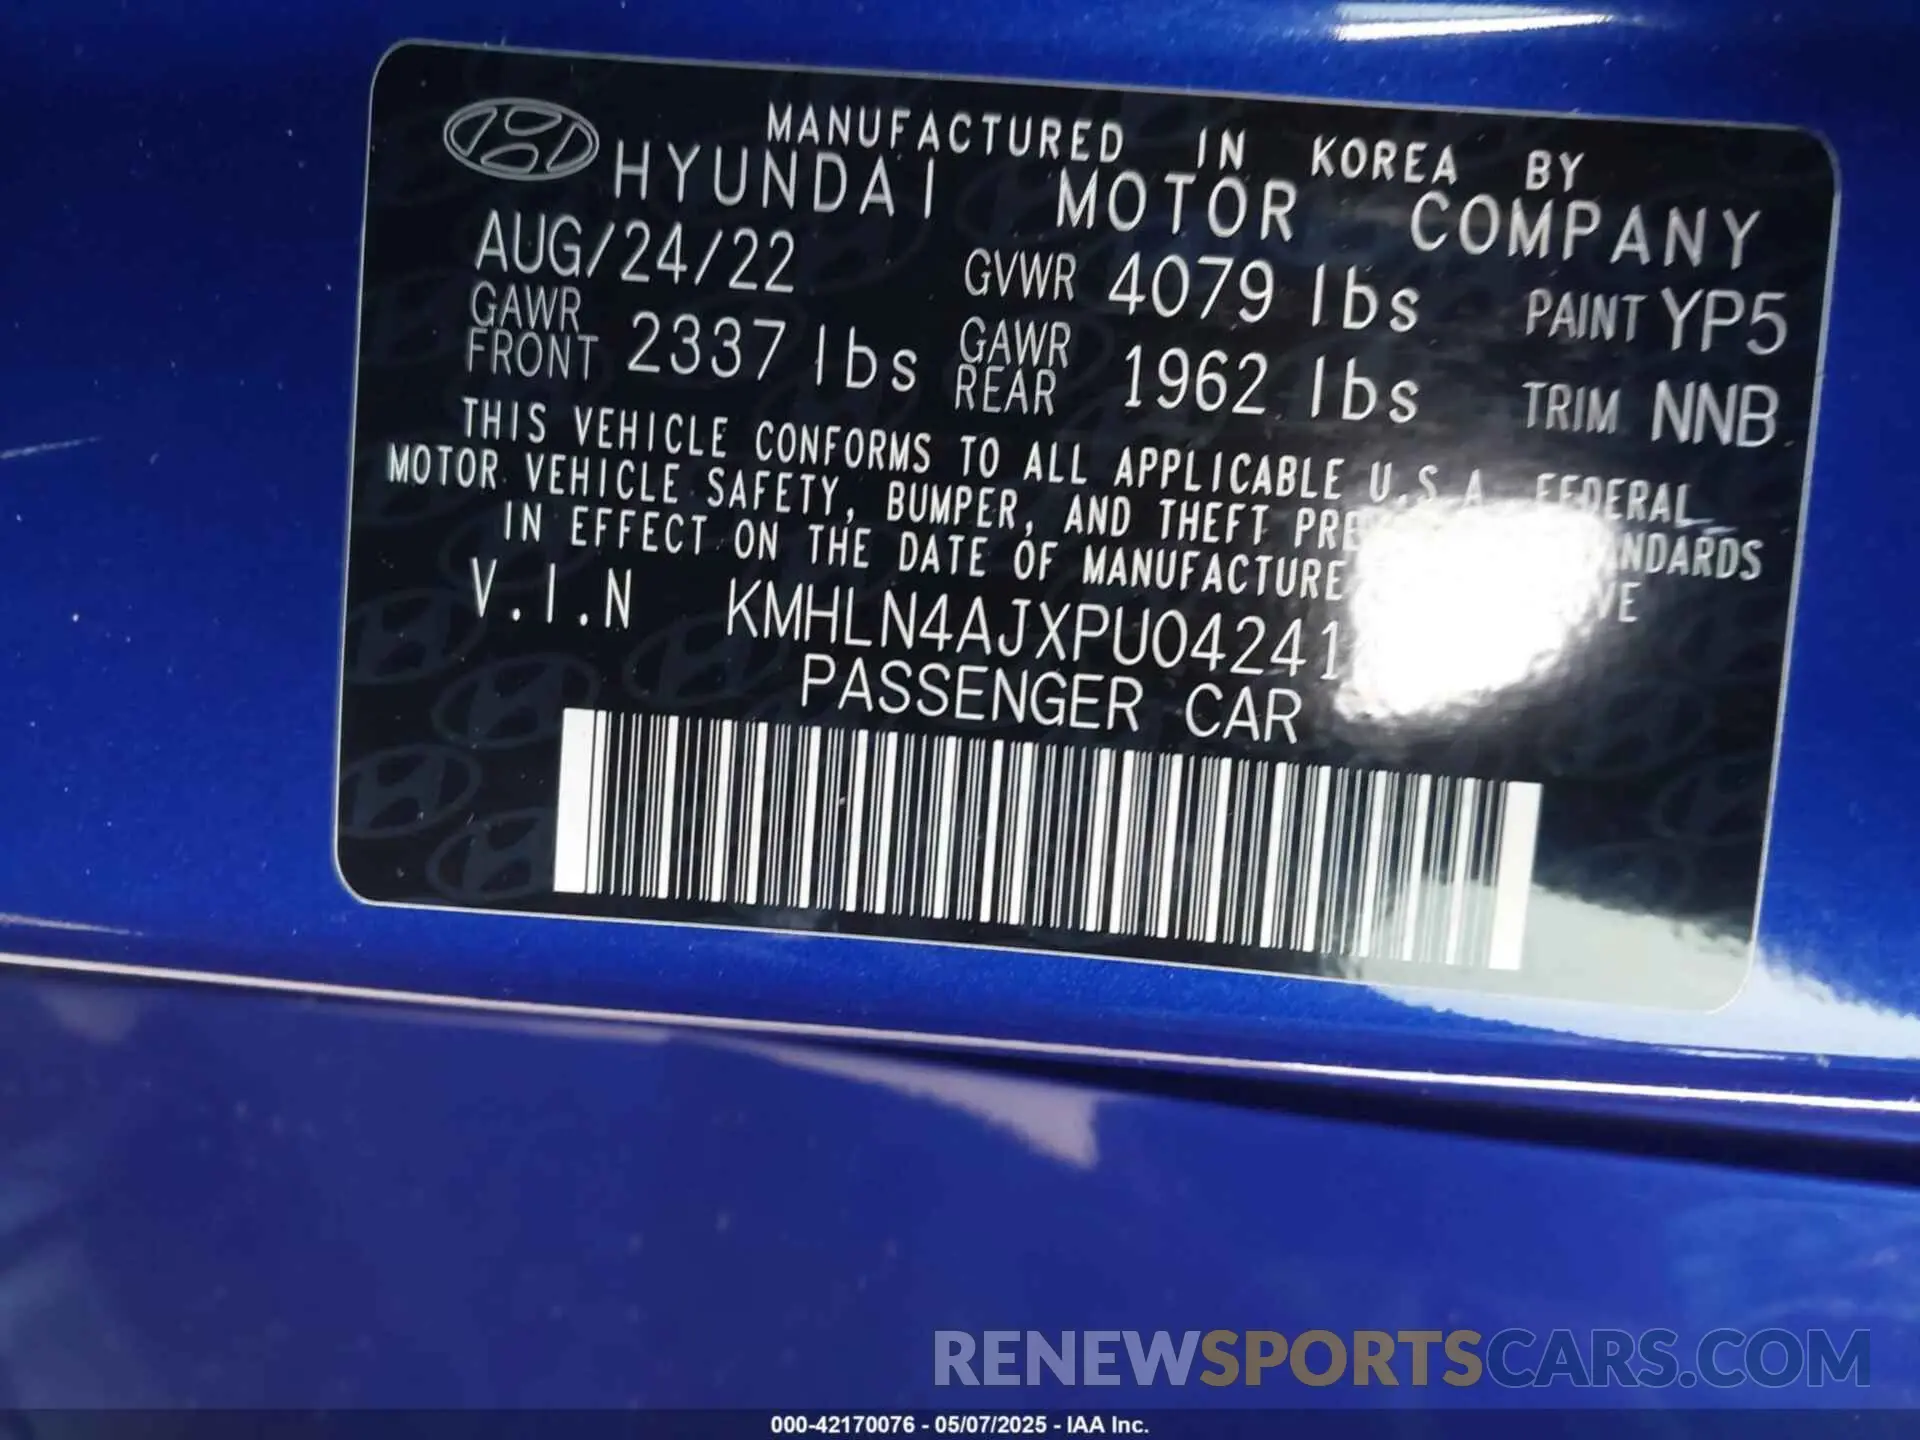 MANUFACTURED IN KOREA BY
HYUNDAI MOTOR COMPANY
AUG/24/22 GVWR 4079 lbs PAINT YP5
GAWR FRONT 2337 lbs GAWR REAR 1962 lbs TRIM NNB
THIS VEHICLE CONFORMS TO ALL APPLICABLE U.S.A. FEDERAL
MOTOR VEHICLE SAFETY, BUMPER, AND THEFT
IN EFFECT ON THE DATE OF MANUFACTURE
V.I.N
PASSENGER CAR
RENEWSPORTSCARS.COM
000-42170076 - 05/07/2025 - IAA Inc.